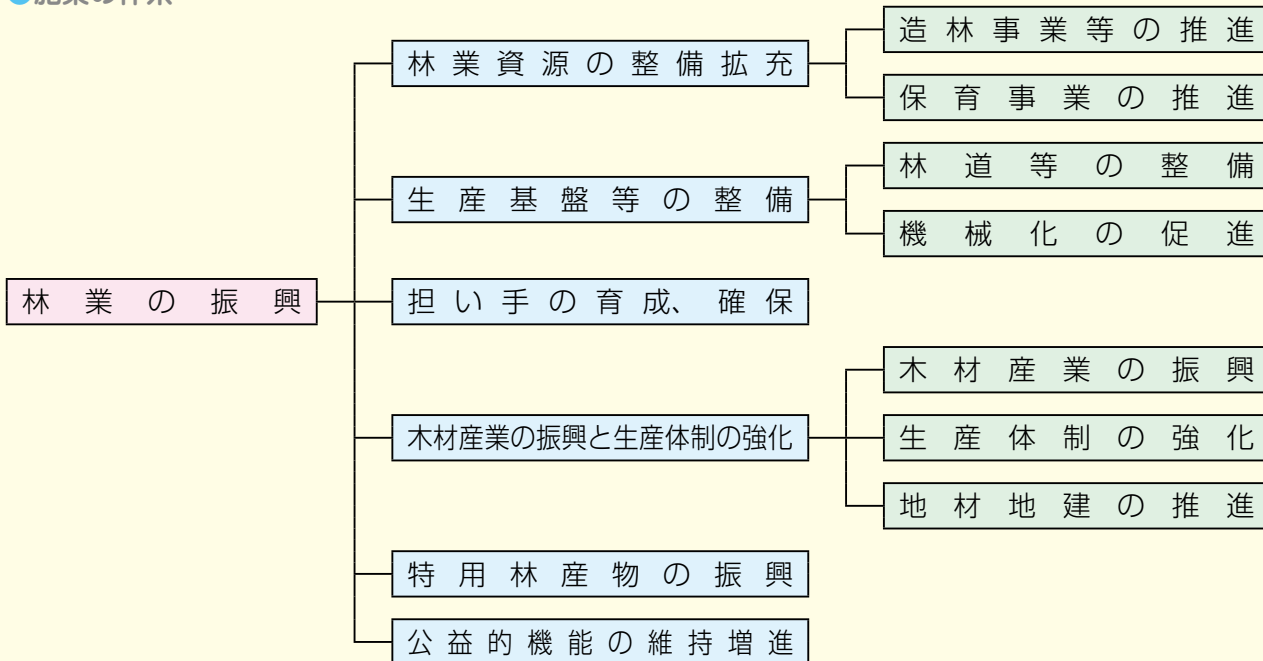 林業の振興
林業資源の整備拡充
造林事業等の推進
保育事業の推進
生産基盤等の整備
林道等の整備
機械化の促進
担い手の育成、確保
木材産業の振興と生産体制の強化
木材産業の振興
生産体制の強化
地材地建の推進
特用林産物の振興
公益的機能の維持増進